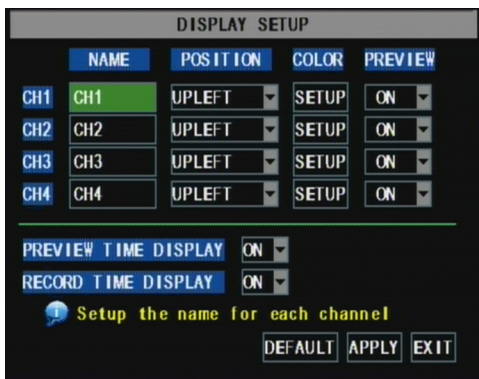 DISPLAY SETUP
NAME POSITION COLOR PREVIEW
CH1 CH1 UPLEFT SETUP ON
CH2 CH2 UPLEFT SETUP ON
CH3 CH3 UPLEFT SETUP ON
CH4 CH4 UPLEFT SETUP ON
PREVIEW TIME DISPLAY ON
RECORD TIME DISPLAY ON
Setup the name for each channel
DEFAULT APPLY EXIT